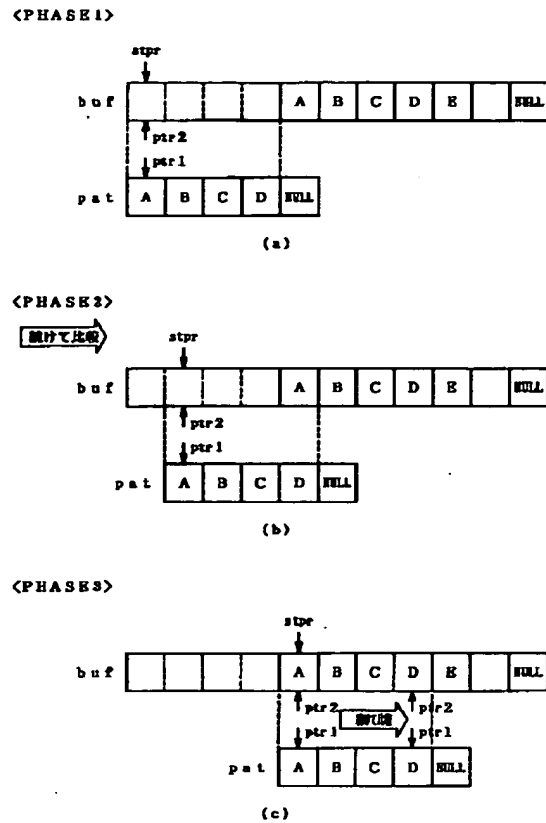 <PHASE1>
stpr
buf A B C D E NULL
ptr2
ptr1
pat A B C D NULL
(a)
<PHASE2>
続けて比較
stpr
buf A B C D E NULL
ptr2
ptr1
pat A B C D NULL
(b)
<PHASE3>
stpr
buf A B C D E NULL
ptr2 ptr2
ptr1 ptr1
pat A B C D NULL
(c)